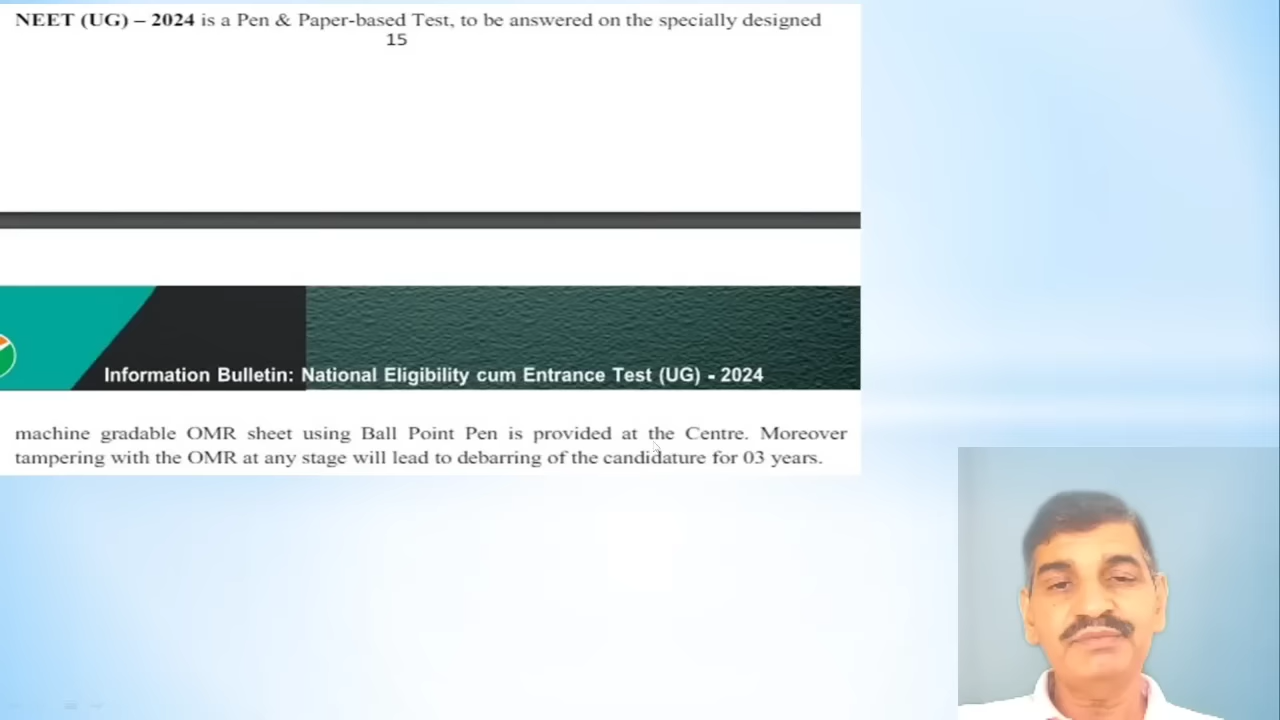 NEET (UG) – 2024 is a Pen & Paper-based Test, to be answered on the specially designed
15
Information Bulletin: National Eligibility cum Entrance Test (UG) - 2024
machine gradable OMR sheet using Ball Point Pen is provided at the Centre. Moreover
tampering with the OMR at any stage will lead to debarring of the candidature for 03 years.